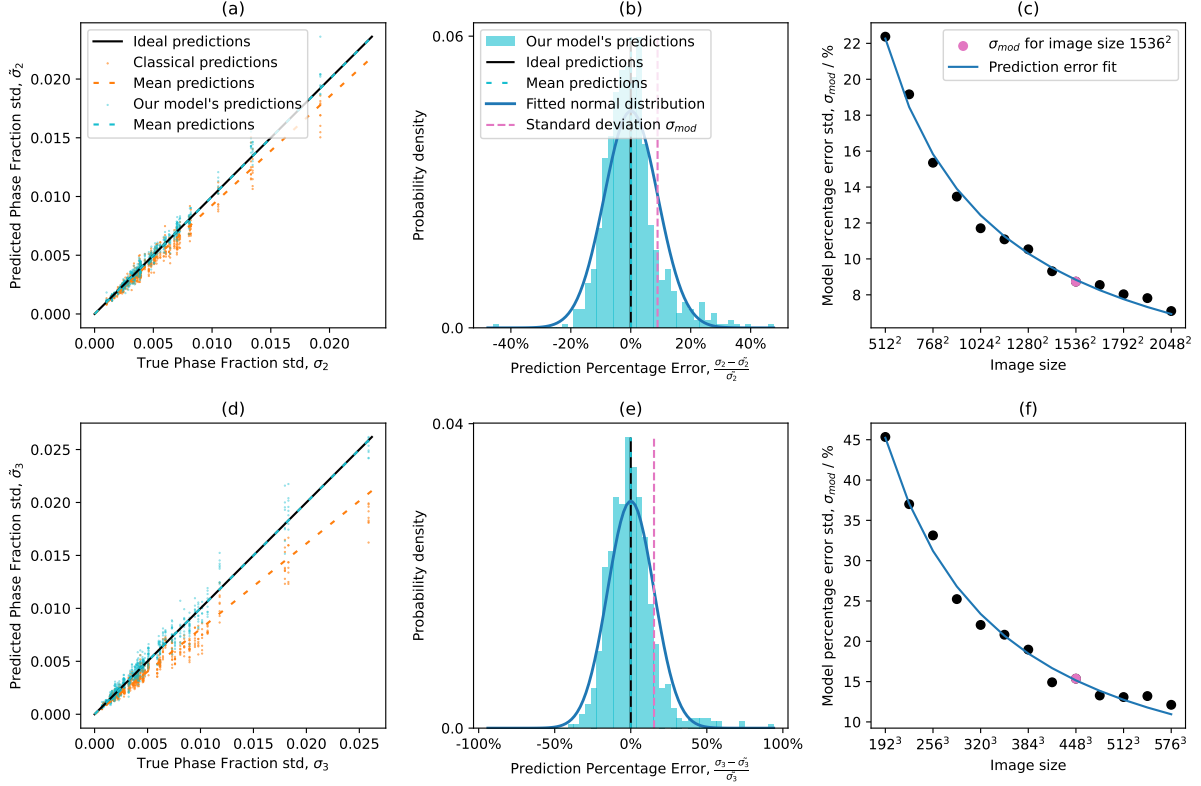 (a)
Predicted Phase Fraction std, σ̃₂
0.020
0.015
0.010
0.005
0.000
Ideal predictions
Classical predictions
Mean predictions
Our model's predictions
Mean predictions
0.000 0.005 0.010 0.015 0.020
True Phase Fraction std, σ₂
(b)
Probability density
0.06
0.0
Our model's predictions
Ideal predictions
Mean predictions
Fitted normal distribution
Standard deviation σ_mod
-40% -20% 0% 20% 40%
Prediction Percentage Error, (σ₂ − σ̃₂)/σ̃₂
(c)
Model percentage error std, σ_mod / %
22
20
18
16
14
12
10
8
σ_mod for image size 1536²
Prediction error fit
512² 768² 1024² 1280² 1536² 1792² 2048²
Image size
(d)
Predicted Phase Fraction std, σ̃₃
0.025
0.020
0.015
0.010
0.005
0.000
0.000 0.005 0.010 0.015 0.020 0.025
True Phase Fraction std, σ₃
(e)
Probability density
0.04
0.0
-100% -50% 0% 50% 100%
Prediction Percentage Error, (σ₃ − σ̃₃)/σ̃₃
(f)
Model percentage error std, σ_mod / %
45
40
35
30
25
20
15
10
192³ 256³ 320³ 384³ 448³ 512³ 576³
Image size